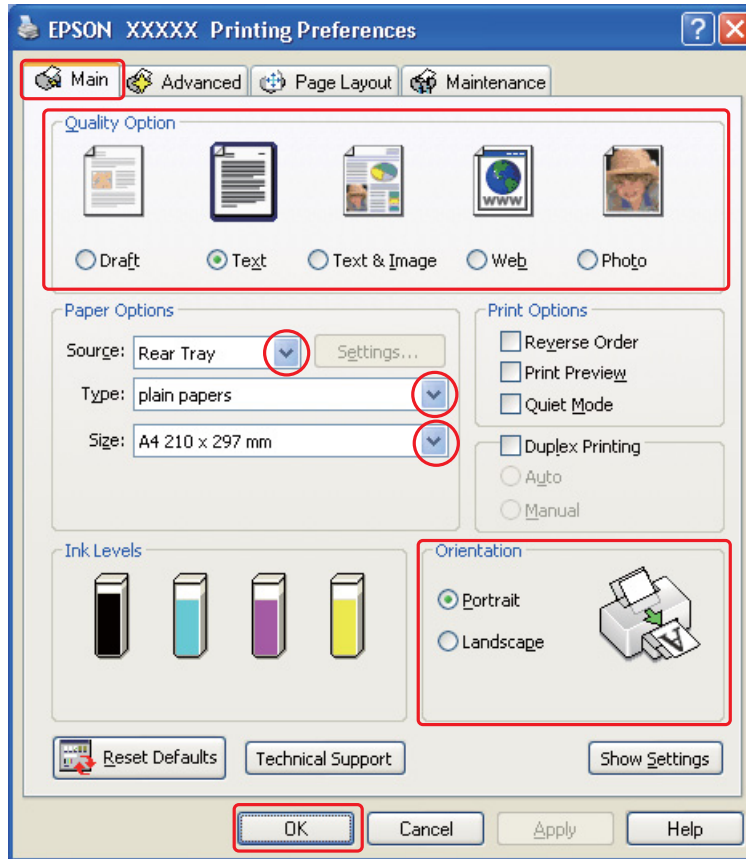 EPSON XXXXX Printing Preferences
Main Advanced Page Layout Maintenance
Quality Option
WWW
Draft Text Text & Image Web Photo
Paper Options
Source: Rear Tray Settings...
Type: plain papers
Size: A4 210 x 297 mm
Print Options
Reverse Order
Print Preview
Quiet Mode
Duplex Printing
Auto
Manual
Ink Levels
Orientation
Portrait
Landscape
A
Reset Defaults Technical Support Show Settings
OK Cancel Apply Help